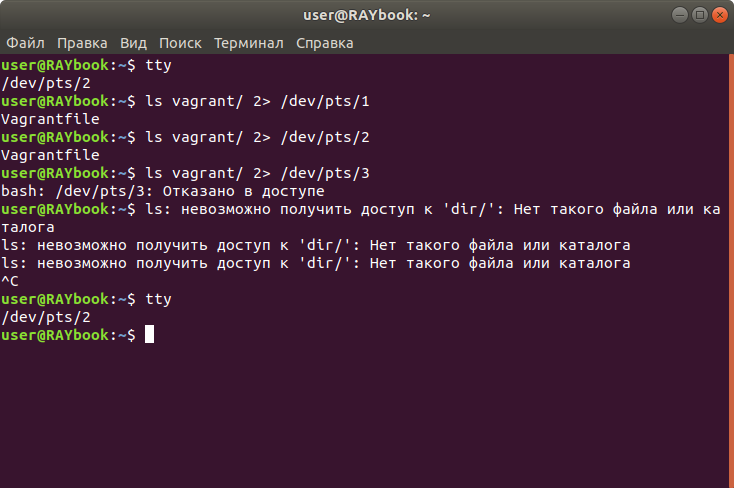 user@RAYbook: ~
Файл Правка Вид Поиск Терминал Справка
user@RAYbook:~$ tty
/dev/pts/2
user@RAYbook:~$ ls vagrant/ 2> /dev/pts/1
Vagrantfile
user@RAYbook:~$ ls vagrant/ 2> /dev/pts/2
Vagrantfile
user@RAYbook:~$ ls vagrant/ 2> /dev/pts/3
bash: /dev/pts/3: Отказано в доступе
user@RAYbook:~$ ls: невозможно получить доступ к 'dir/': Нет такого файла или ка
талога
ls: невозможно получить доступ к 'dir/': Нет такого файла или каталога
ls: невозможно получить доступ к 'dir/': Нет такого файла или каталога
^C
user@RAYbook:~$ tty
/dev/pts/2
user@RAYbook:~$